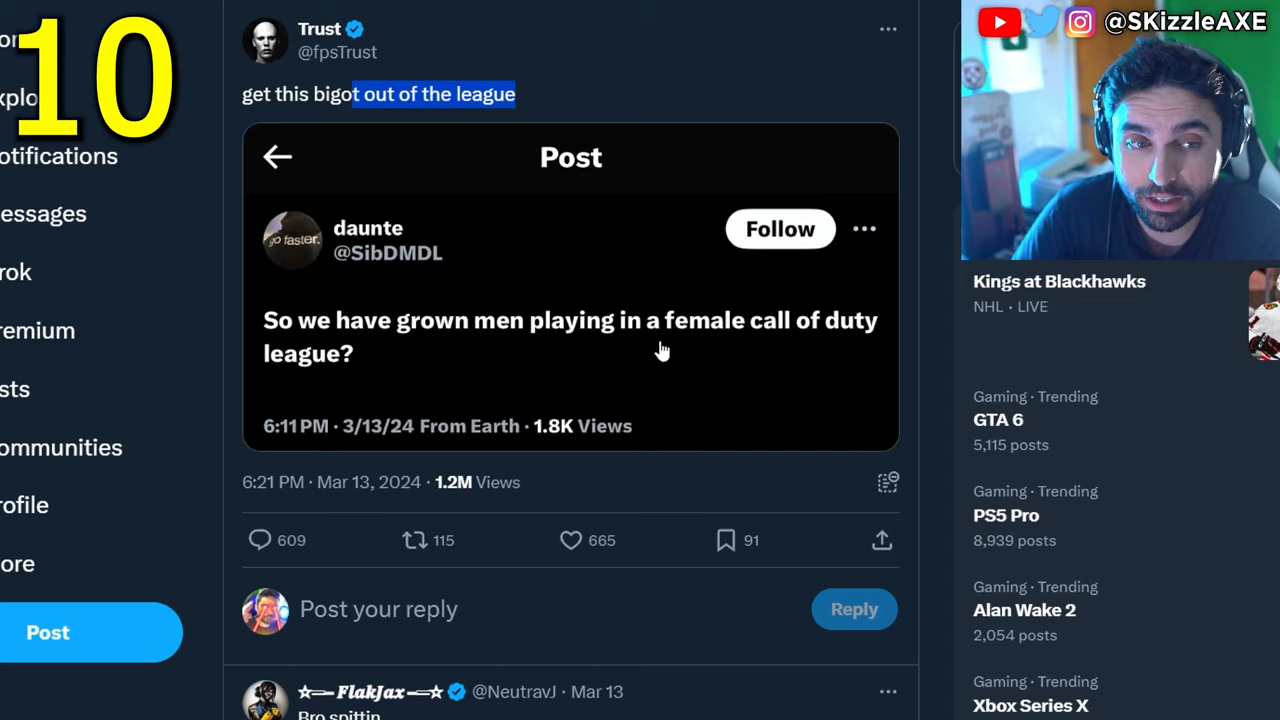 10
@SKizzleAXE
Trust
@fpsTrust
get this bigot out of the league
Post
daunte
@SibDMDL
Follow
go faster.
So we have grown men playing in a female call of duty
league?
6:11 PM · 3/13/24 From Earth · 1.8K Views
6:21 PM · Mar 13, 2024 · 1.2M Views
609
115
665
91
Post your reply
Reply
FlakJax
@NeutravJ · Mar 13
Bro spittin
xplo
otifications
essages
rok
remium
sts
ommunities
rofile
ore
Post
Kings at Blackhawks
NHL · LIVE
Gaming · Trending
GTA 6
5,115 posts
Gaming · Trending
PS5 Pro
8,939 posts
Gaming · Trending
Alan Wake 2
2,054 posts
Gaming · Trending
Xbox Series X